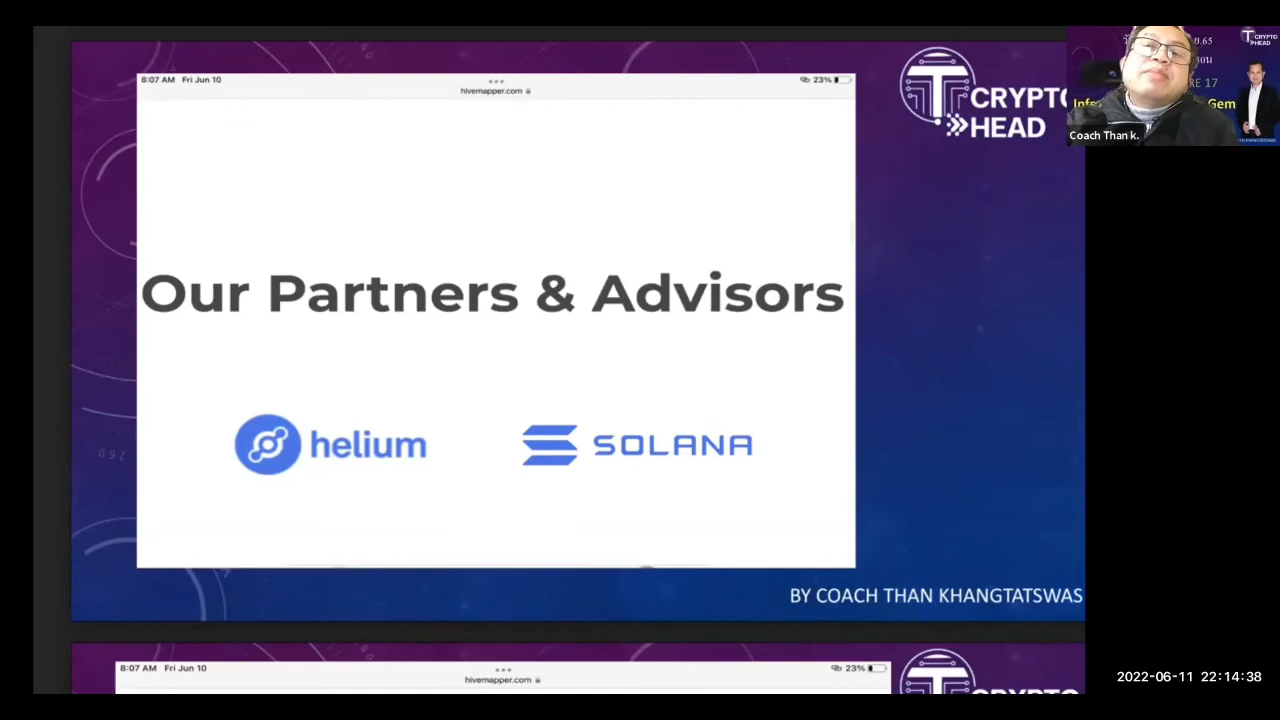 8:07 AM Fri Jun 10
23%
hivemapper.com
Our Partners & Advisors
helium
SOLANA
CRYPTO
HEAD
BY COACH THAN KHANGTATSWAS
8:07 AM Fri Jun 10
23%
hivemapper.com
Coach Than k.
Gem
2022-06-11 22:14:38